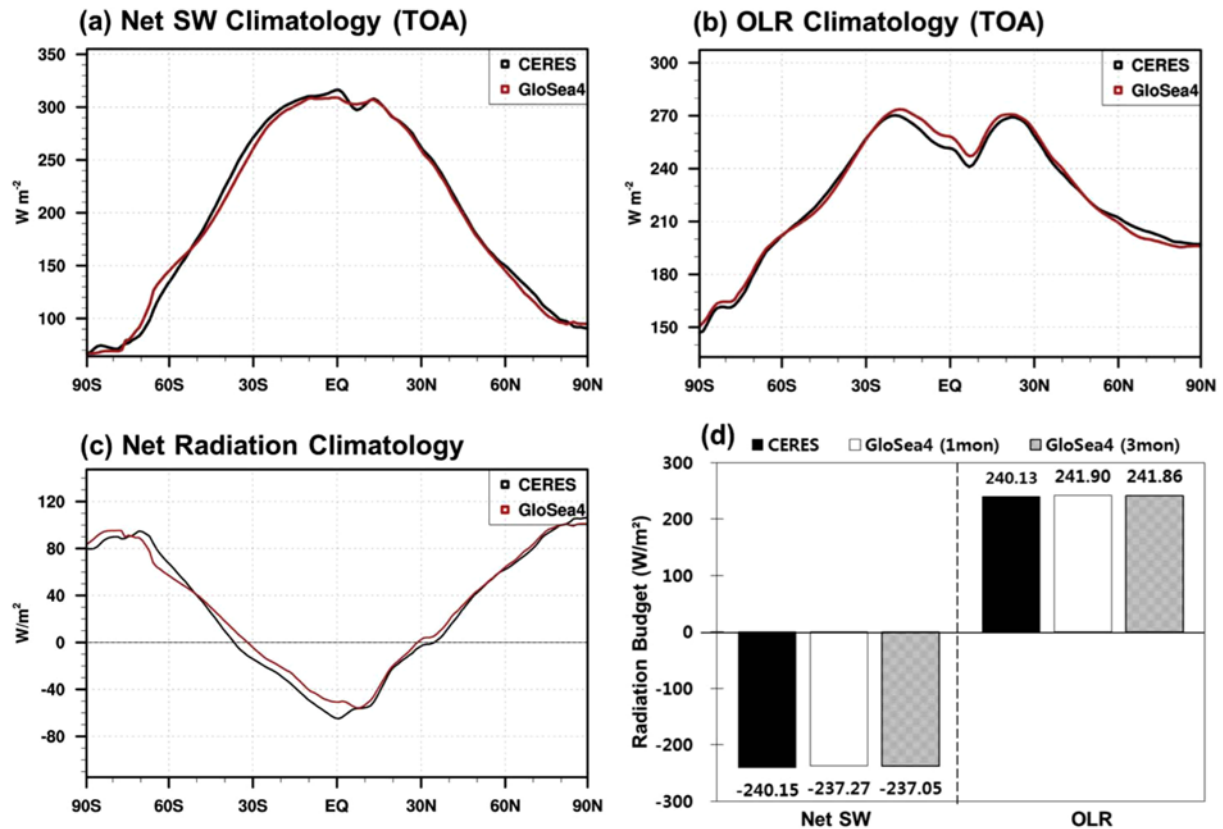 (a) Net SW Climatology (TOA)
350
300
250
200
150
100
W m-2
CERES
GloSea4
90S 60S 30S EQ 30N 60N 90N
(b) OLR Climatology (TOA)
300
270
240
210
180
150
W m-2
CERES
GloSea4
90S 60S 30S EQ 30N 60N 90N
(c) Net Radiation Climatology
120
80
40
0
-40
-80
W/m2
CERES
GloSea4
90S 60S 30S EQ 30N 60N 90N
(d)
CERES GloSea4 (1mon) GloSea4 (3mon)
300
200
100
0
-100
-200
-300
Radiation Budget (W/m²)
240.13 241.90 241.86
-240.15 -237.27 -237.05
Net SW OLR